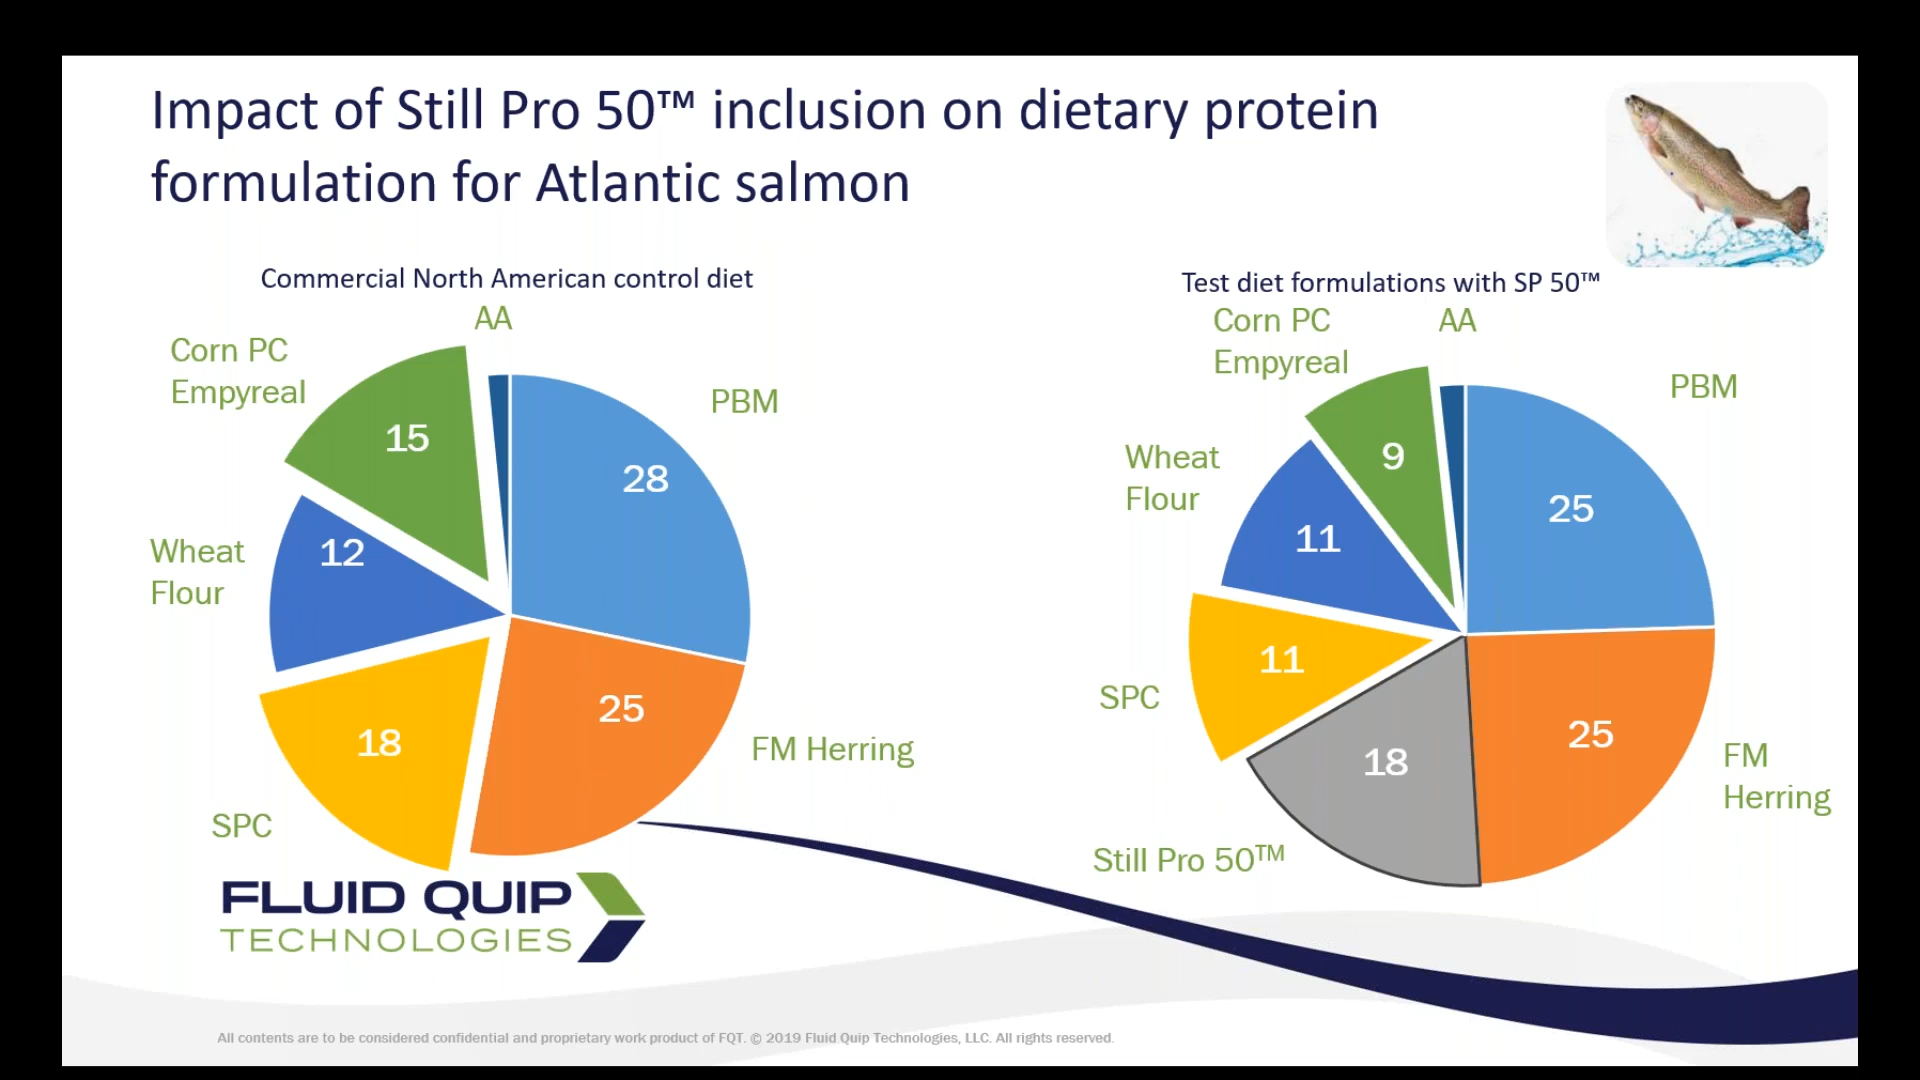 Impact of Still Pro 50™ inclusion on dietary protein
formulation for Atlantic salmon
Commercial North American control diet
AA
Corn PC
Empyreal
15
PBM
28
Wheat
Flour
12
25
FM Herring
18
SPC
Test diet formulations with SP 50™
Corn PC
Empyreal
AA
PBM
9
Wheat
Flour
25
11
11
SPC
25
FM
Herring
18
Still Pro 50™
FLUID QUIP
TECHNOLOGIES
All contents are to be considered confidential and proprietary work product of FQT. © 2019 Fluid Quip Technologies, LLC. All rights reserved.